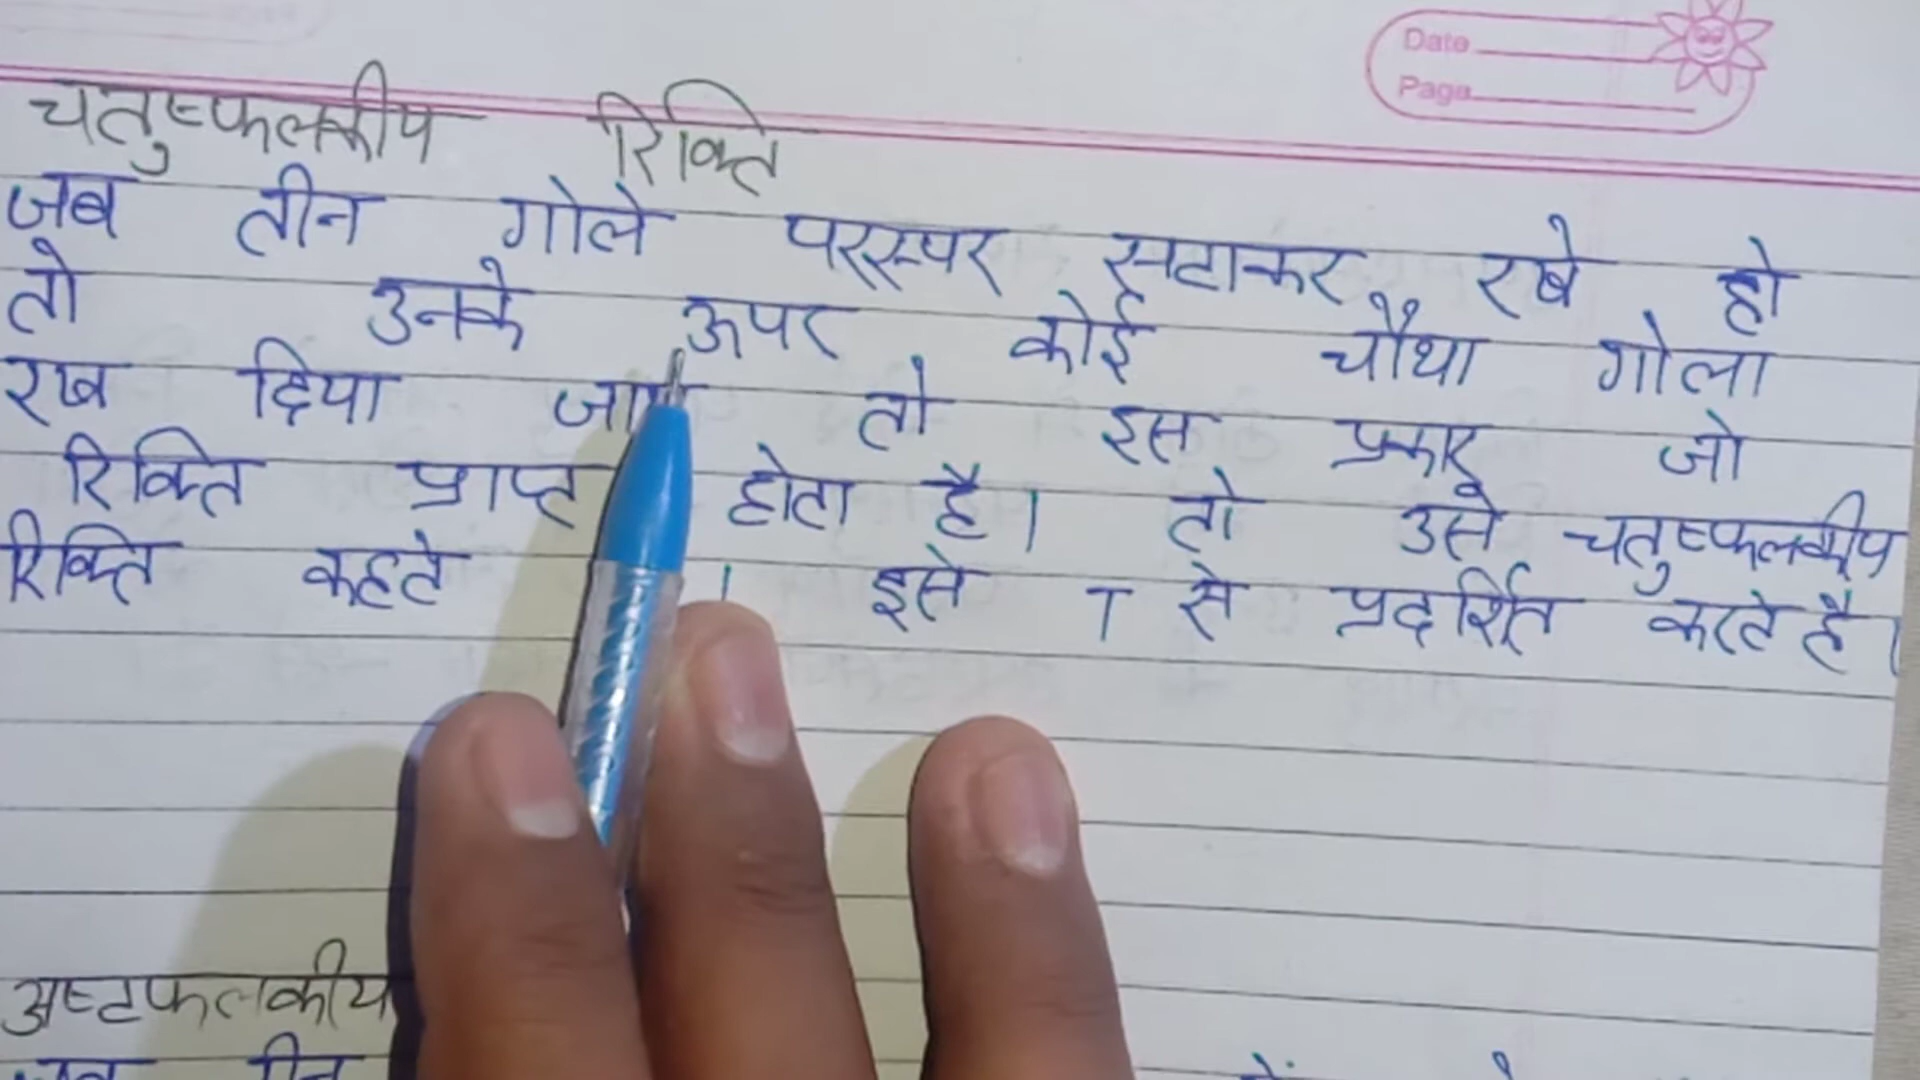 Date
Page
चतुष्फलकीय रिक्ति
जब तीन गोले परस्पर सटाकर रखे हो
तो उनके ऊपर कोई चौथा गोला
रख दिया जाए तो इस प्रकार जो
रिक्ति प्राप्त होता है। तो उसे चतुष्फलकीय
रिक्ति कहते । इसे T से प्रदर्शित करते है।
अष्टफलकीय
जब तीन